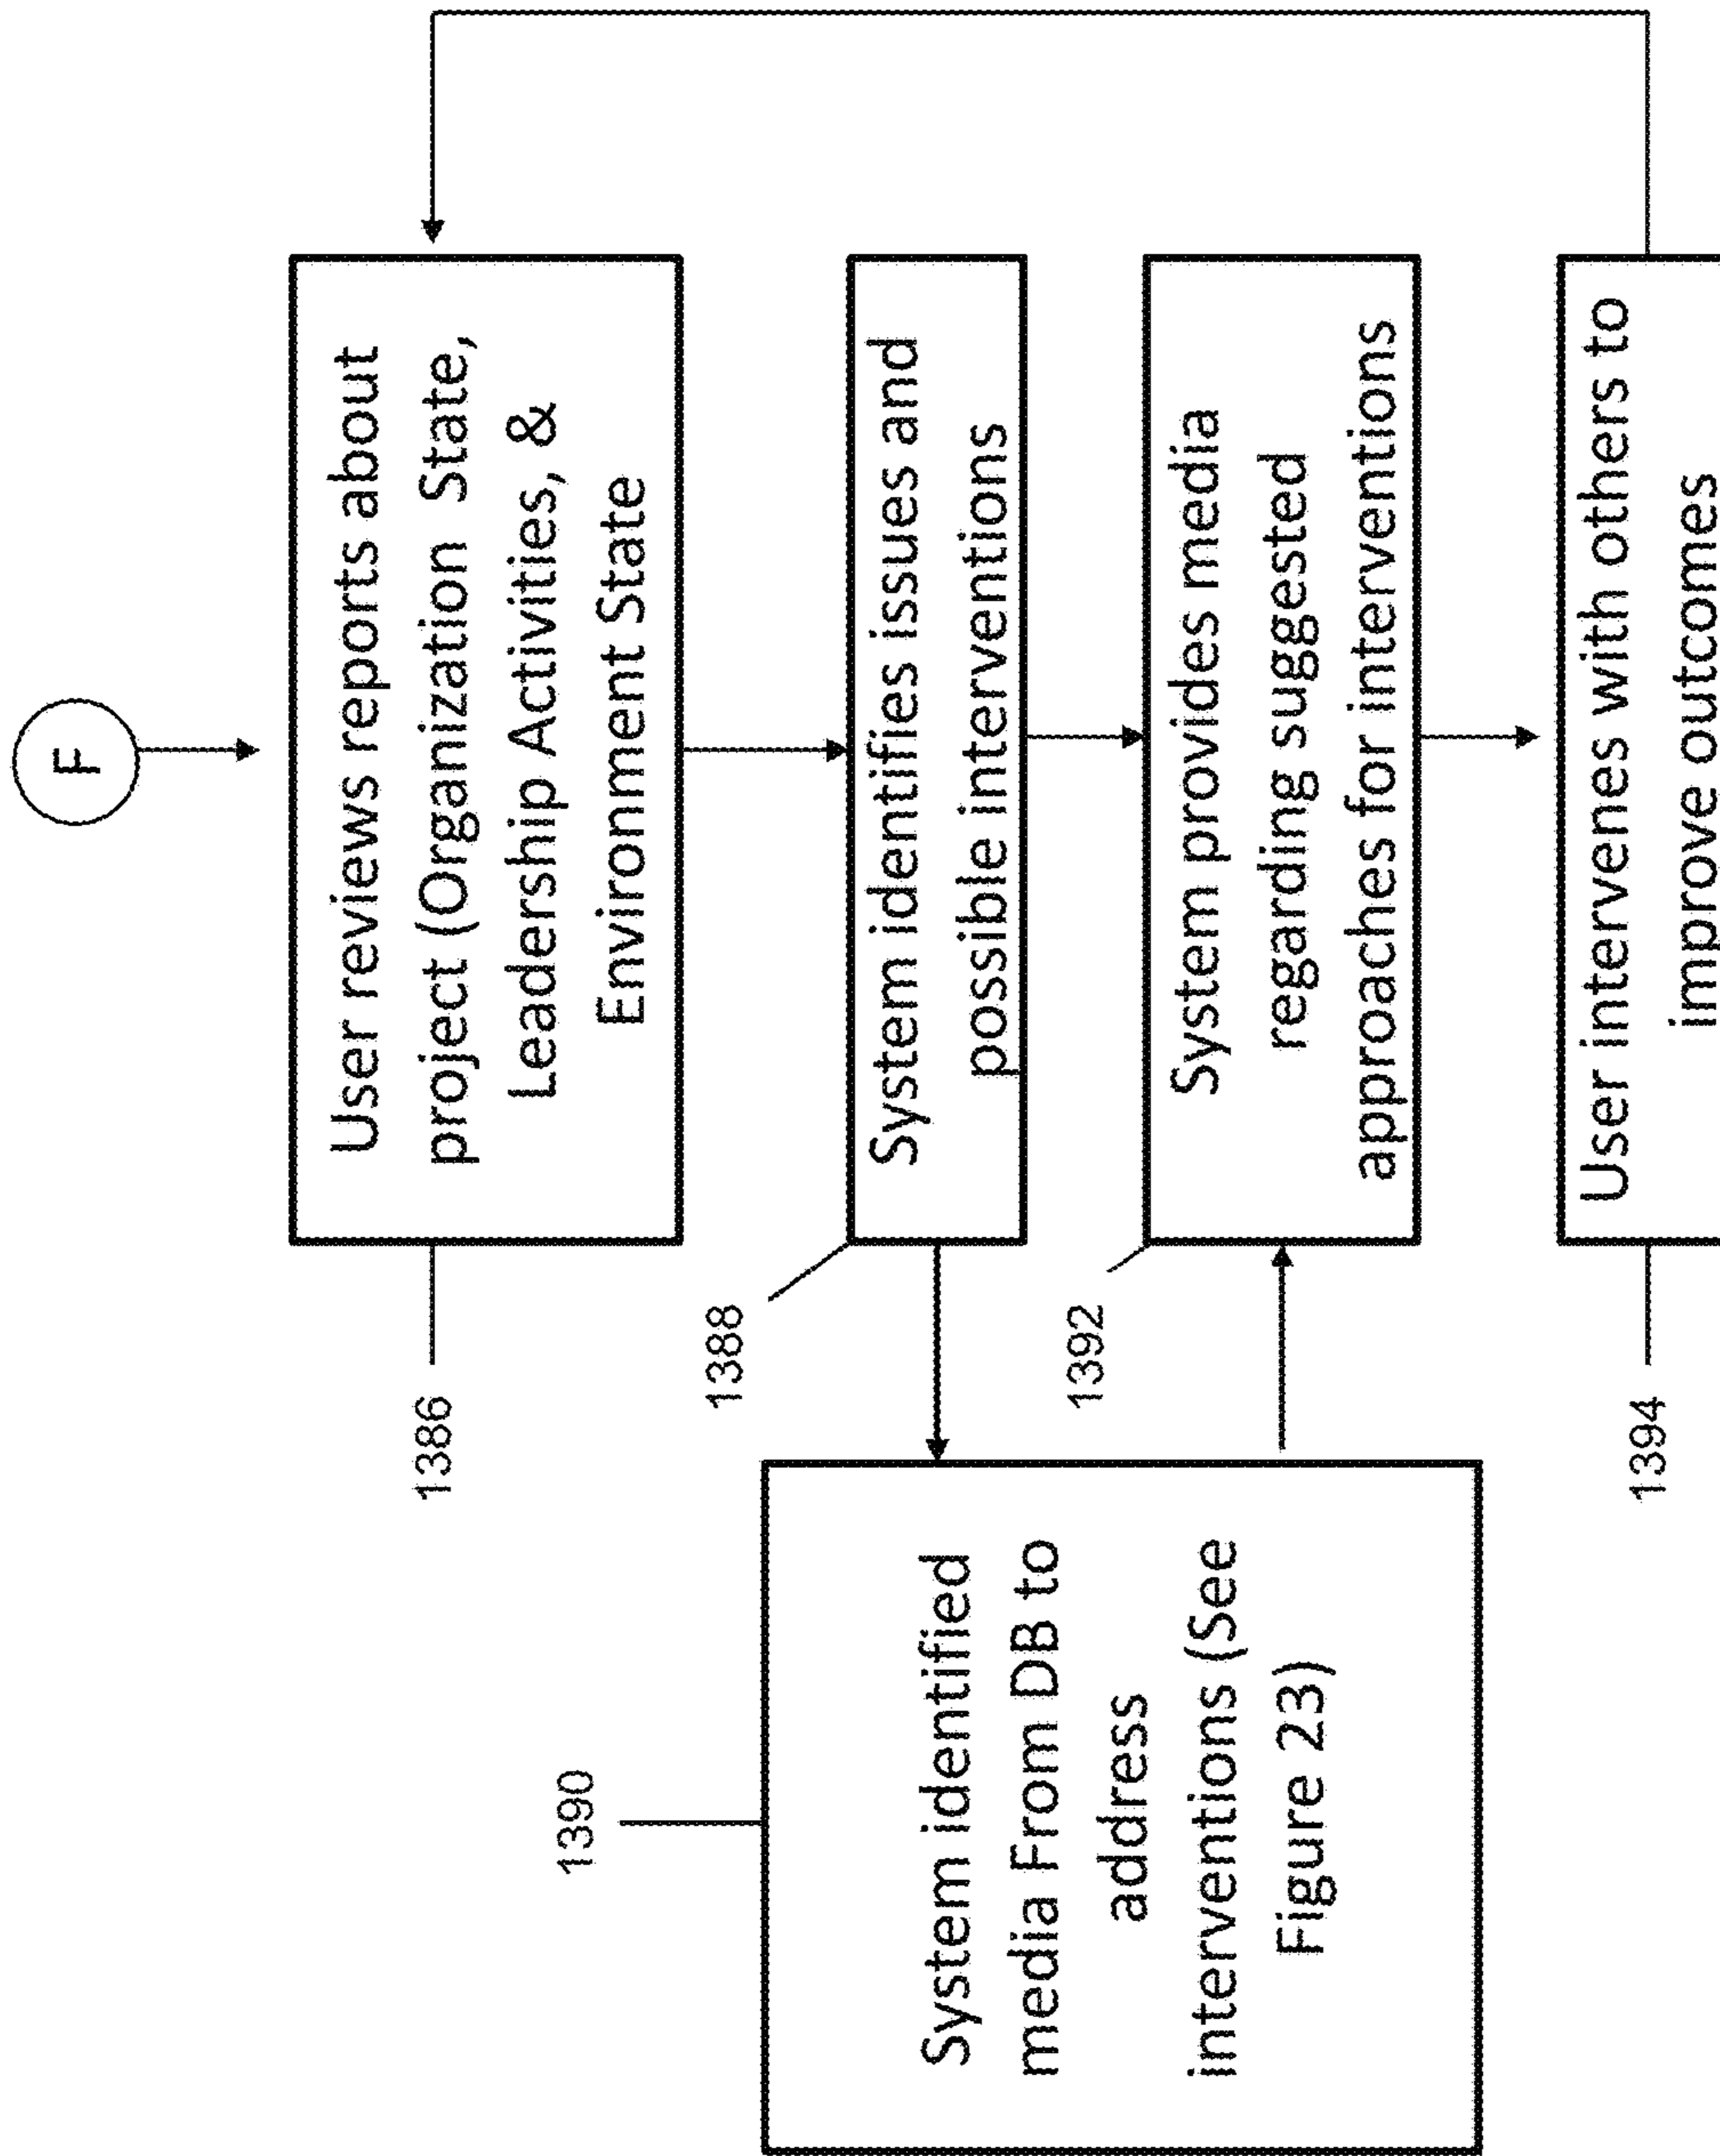 F
User reviews reports about
project (Organization State,
Leadership Activities, &
Environment State
1386
System identifies issues and
possible interventions
1388
System identified
media From DB to
address
interventions (See
Figure 23)
1390
System provides media
regarding suggested
approaches for interventions
1392
User intervenes with others to
improve outcomes
1394